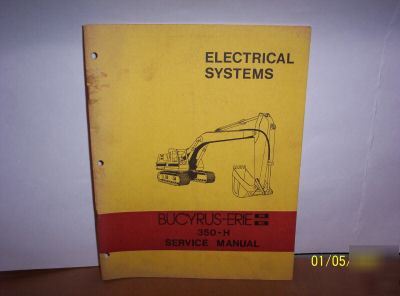 ELECTRICAL
SYSTEMS
BUCYRUS-ERIE
350-H
SERVICE MANUAL
01/05/